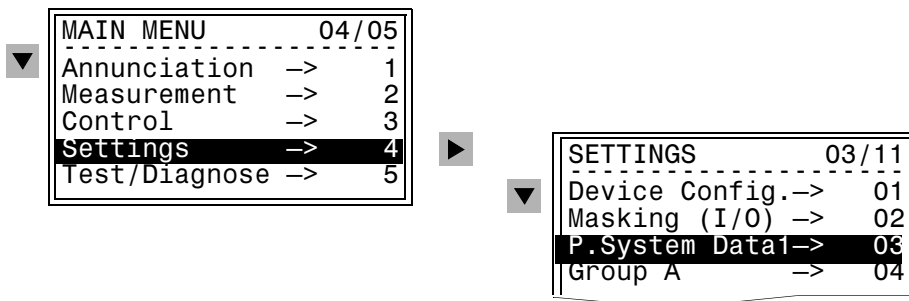 MAIN MENU 04/05
Annunciation —> 1
Measurement —> 2
Control —> 3
Settings —> 4
Test/Diagnose —> 5
SETTINGS 03/11
Device Config.—> 01
Masking (I/O) —> 02
P.System Data1—> 03
Group A —> 04